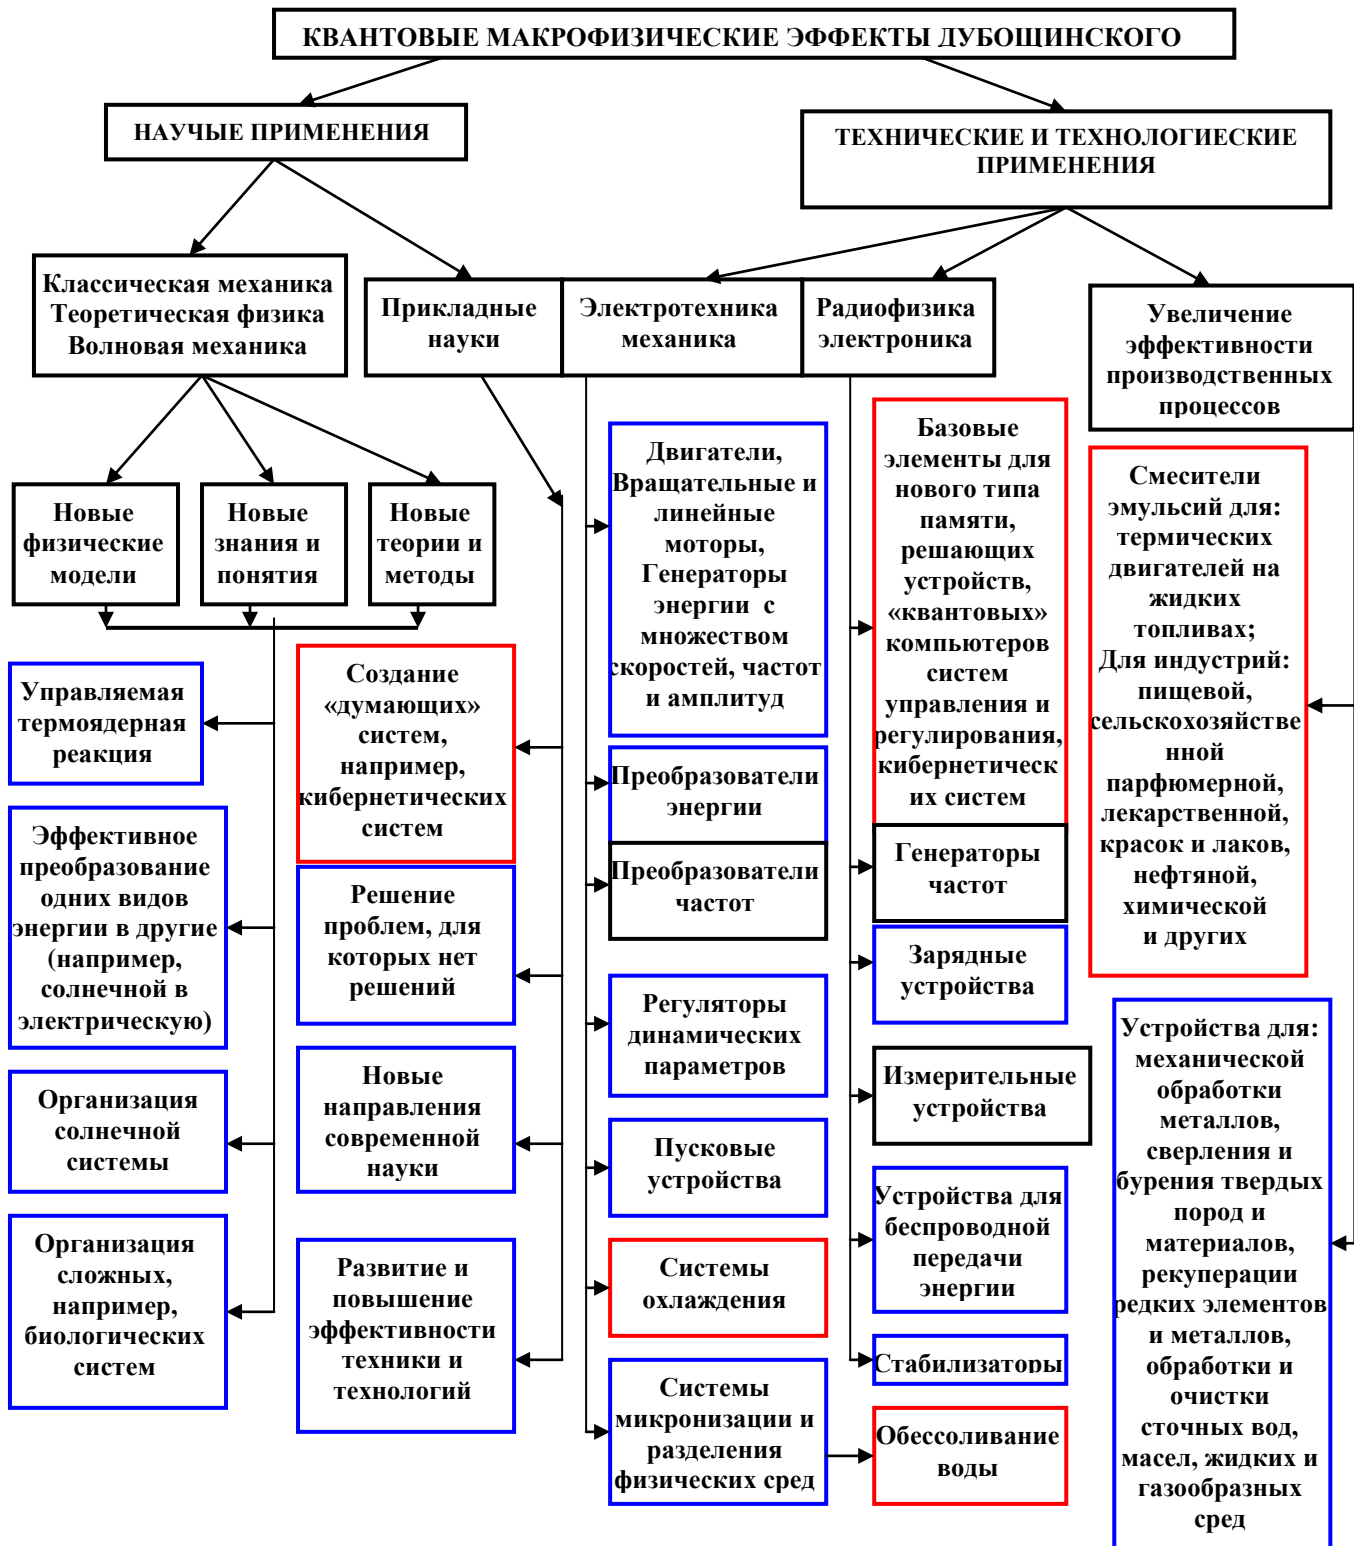 КВАНТОВЫЕ МАКРОФИЗИЧЕСКИЕ ЭФФЕКТЫ ДУБОЩИНСКОГО
НАУЧЫЕ ПРИМЕНЕНИЯ
ТЕХНИЧЕСКИЕ И ТЕХНОЛОГИЕСКИЕ
ПРИМЕНЕНИЯ
Классическая механика
Теоретическая физика
Волновая механика
Прикладные
науки
Электротехника
механика
Радиофизика
электроника
Увеличение
эффективности
производственных
процессов
Новые
физические
модели
Новые
знания и
понятия
Новые
теории и
методы
Управляемая
термоядерная
реакция
Эффективное
преобразование
одних видов
энергии в другие
(например,
солнечной в
электрическую)
Организация
солнечной
системы
Организация
сложных,
например,
биологических
систем
Создание
«думающих»
систем,
например,
кибернетических
систем
Решение
проблем, для
которых нет
решений
Новые
направления
современной
науки
Развитие и
повышение
эффективности
техники и
технологий
Двигатели,
Вращательные и
линейные
моторы,
Генераторы
энергии с
множеством
скоростей, частот
и амплитуд
Преобразователи
энергии
Преобразователи
частот
Регуляторы
динамических
параметров
Пусковые
устройства
Системы
охлаждения
Системы
микронизации и
разделения
физических сред
Базовые
элементы для
нового типа
памяти,
решающих
устройств,
«квантовых»
компьютеров
систем
управления и
регулирования,
кибернетическ
их систем
Генераторы
частот
Зарядные
устройства
Измерительные
устройства
Устройства для
беспроводной
передачи
энергии
Стабилизаторы
Обессоливание
воды
Смесители
эмульсий для:
термических
двигателей на
жидких
топливах;
Для индустрий:
пищевой,
сельскохозяйстве
нной
парфюмерной,
лекарственной,
красок и лаков,
нефтяной,
химической
и других
Устройства для:
механической
обработки
металлов,
сверления и
бурения твердых
пород и
материалов,
рекуперации
редких элементов
и металлов,
обработки и
очистки
сточных вод,
масел, жидких и
газообразных
сред